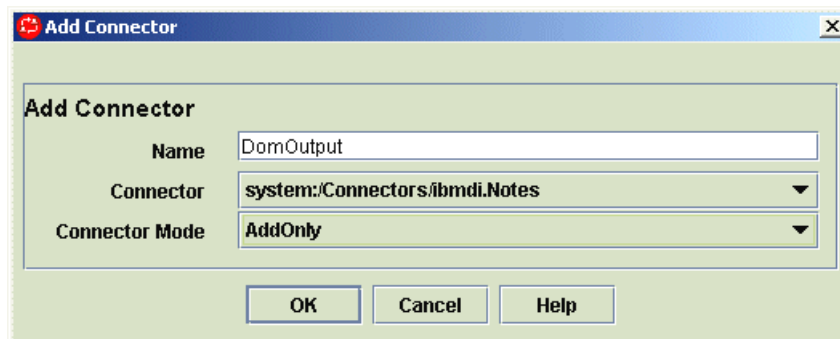 Add Connector
Add Connector
Name DomOutput
Connector system:/Connectors/ibmdi.Notes
Connector Mode AddOnly
OK Cancel Help